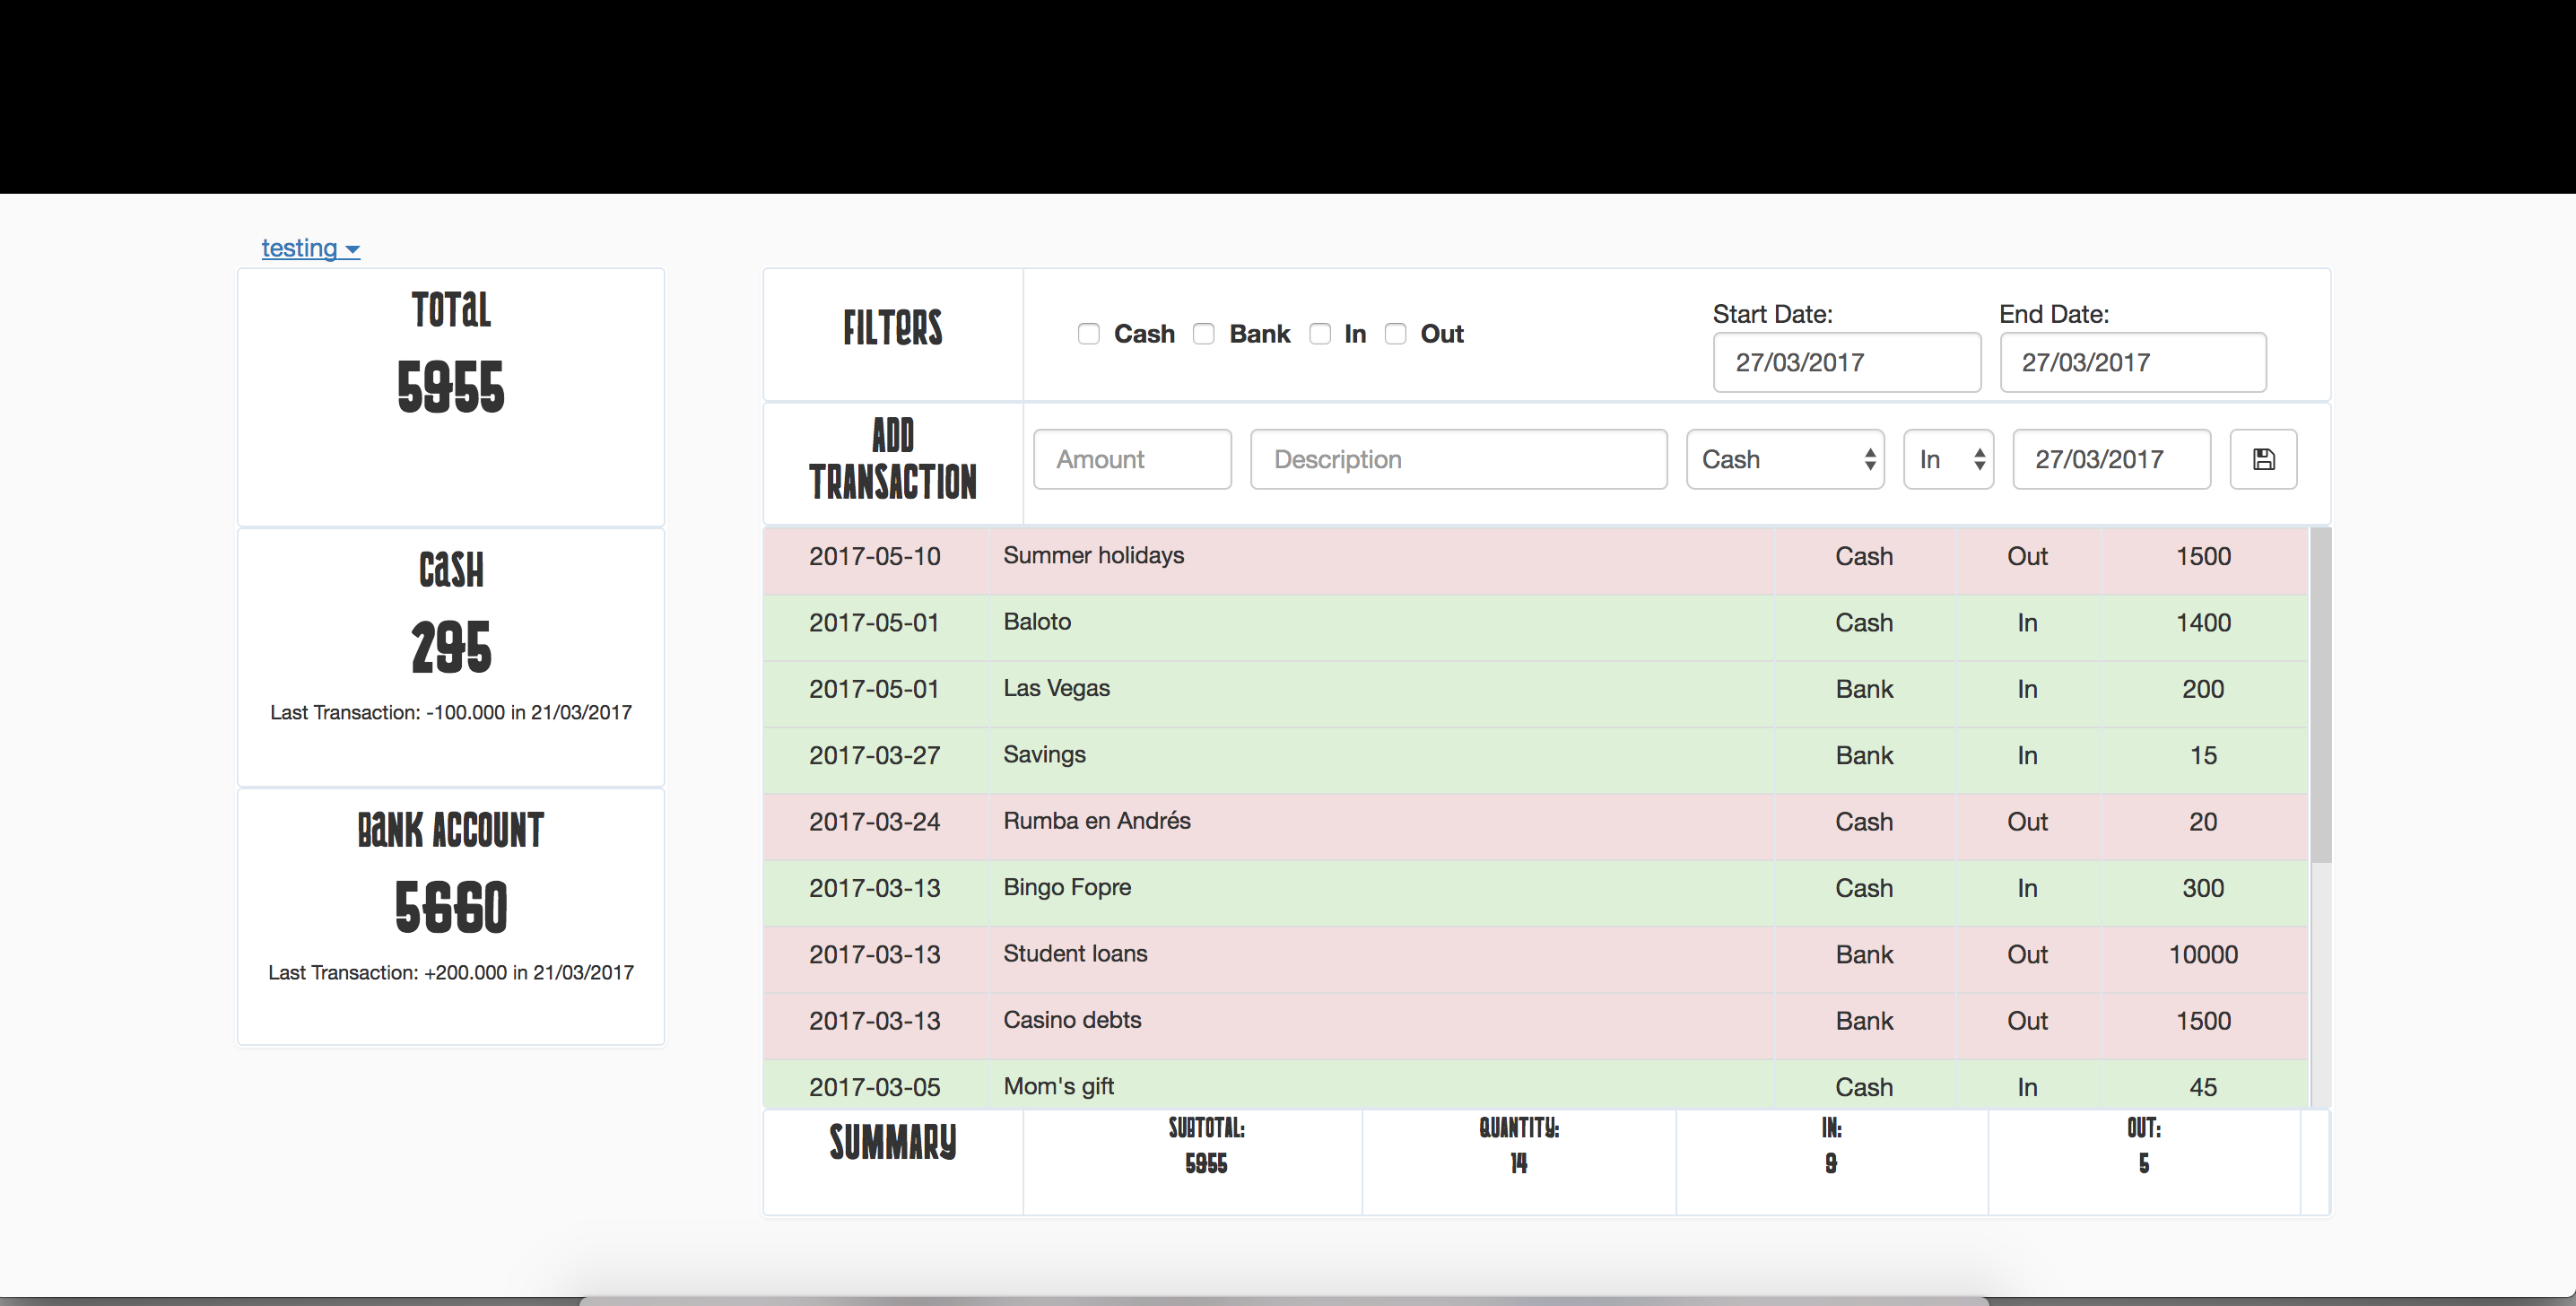 testing
TOTaL
5955
CaSH
295
Last Transaction: -100.000 in 21/03/2017
BaNK ACCOUNT
5660
Last Transaction: +200.000 in 21/03/2017
FILTeRS
Cash Bank In Out
Start Date: End Date:
27/03/2017 27/03/2017
ADD
TRANSACTION
Amount Description Cash In 27/03/2017
2017-05-10 Summer holidays Cash Out 1500
2017-05-01 Baloto Cash In 1400
2017-05-01 Las Vegas Bank In 200
2017-03-27 Savings Bank In 15
2017-03-24 Rumba en Andrés Cash Out 20
2017-03-13 Bingo Fopre Cash In 300
2017-03-13 Student loans Bank Out 10000
2017-03-13 Casino debts Bank Out 1500
2017-03-05 Mom's gift Cash In 45
SUMMARY
SUBTOTAL: QUANTITY: IN: OUT:
5955 14 9 5